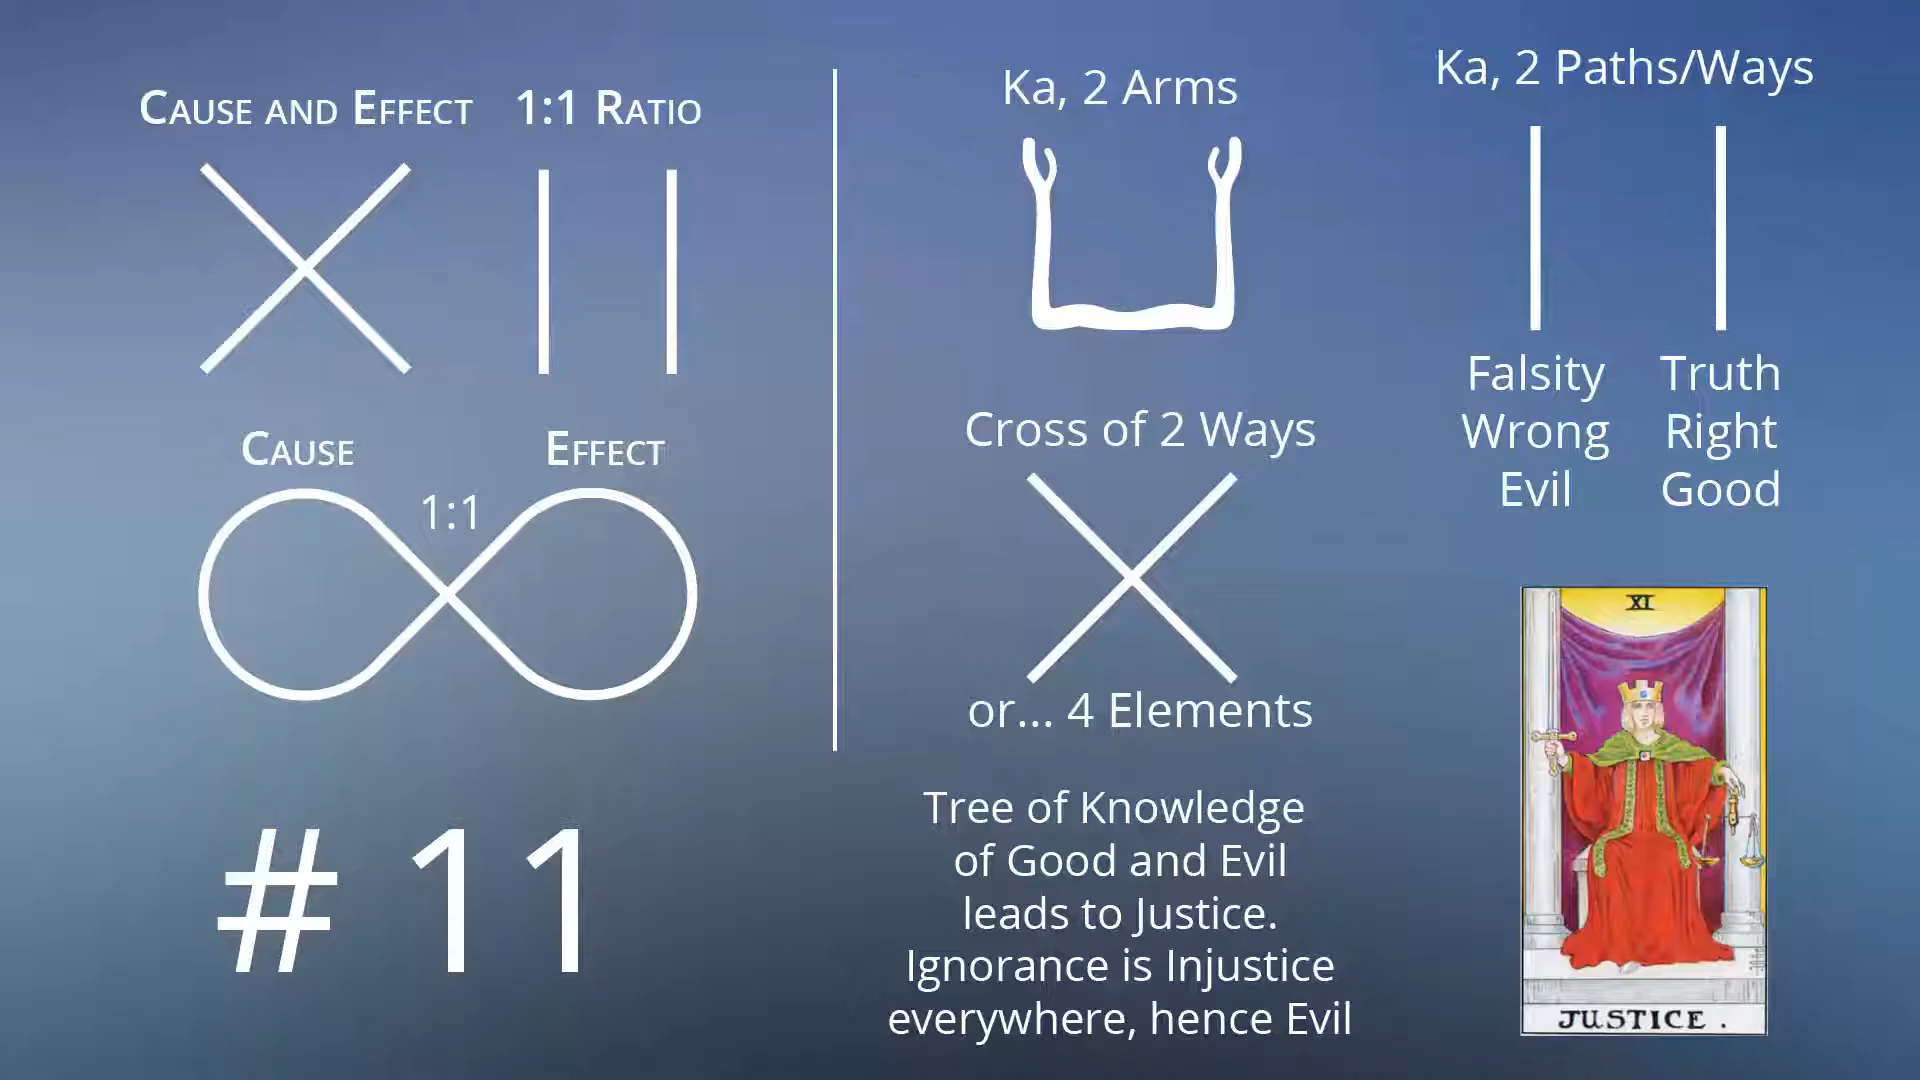 CAUSE AND EFFECT 1:1 RATIO
CAUSE EFFECT
1:1
# 11
Ka, 2 Arms
Cross of 2 Ways
or... 4 Elements
Tree of Knowledge
of Good and Evil
leads to Justice.
Ignorance is Injustice
everywhere, hence Evil
Ka, 2 Paths/Ways
Falsity Truth
Wrong Right
Evil Good
XI
JUSTICE.